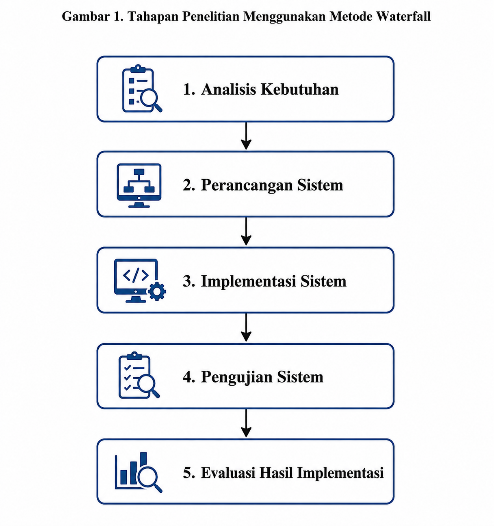 Gambar 1. Tahapan Penelitian Menggunakan Metode Waterfall
1. Analisis Kebutuhan
2. Perancangan Sistem
</>
3. Implementasi Sistem
4. Pengujian Sistem
5. Evaluasi Hasil Implementasi